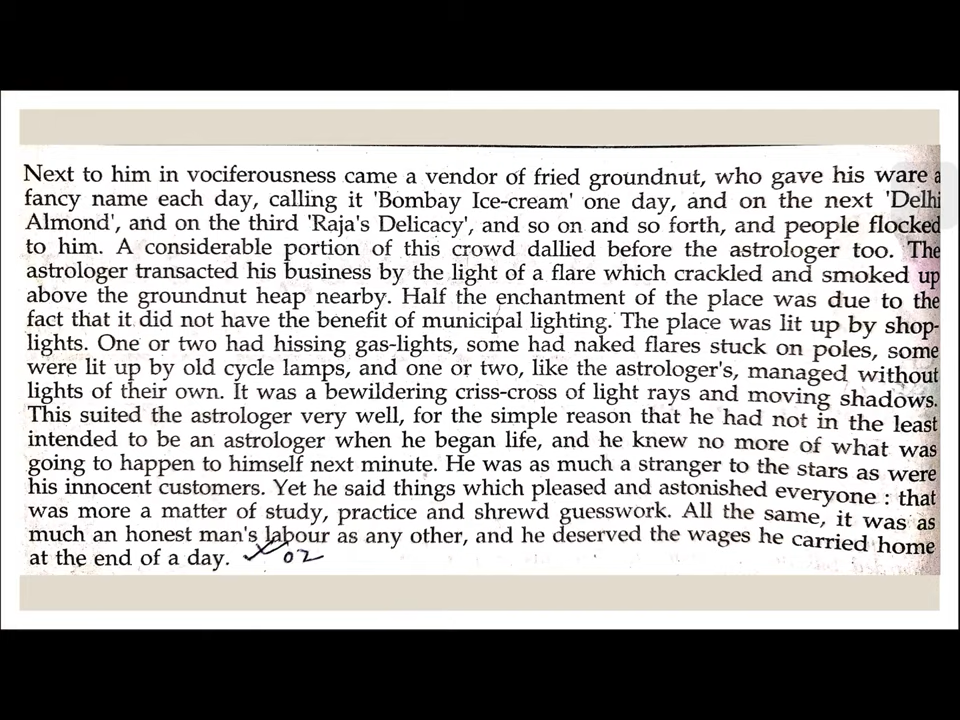 Next to him in vociferousness came a vendor of fried groundnut, who gave his ware a
fancy name each day, calling it 'Bombay Ice-cream' one day, and on the next 'Delhi
Almond', and on the third 'Raja's Delicacy', and so on and so forth, and people flocked
to him. A considerable portion of this crowd dallied before the astrologer too. The
astrologer transacted his business by the light of a flare which crackled and smoked up
above the groundnut heap nearby. Half the enchantment of the place was due to the
fact that it did not have the benefit of municipal lighting. The place was lit up by shop-
lights. One or two had hissing gas-lights, some had naked flares stuck on poles, some
were lit up by old cycle lamps, and one or two, like the astrologer's, managed without
lights of their own. It was a bewildering criss-cross of light rays and moving shadows.
This suited the astrologer very well, for the simple reason that he had not in the least
intended to be an astrologer when he began life, and he knew no more of what was
going to happen to himself next minute. He was as much a stranger to the stars as were
his innocent customers. Yet he said things which pleased and astonished everyone : that
was more a matter of study, practice and shrewd guesswork. All the same, it was as
much an honest man's labour as any other, and he deserved the wages he carried home
at the end of a day. 02